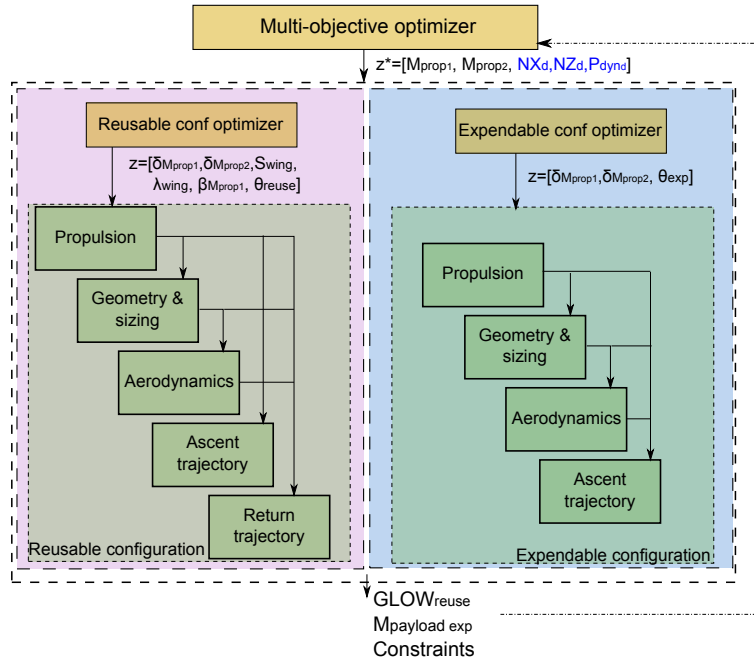 Multi-objective optimizer
z*=[Mprop1, Mprop2, NXd,NZd,Pdynd]
Reusable conf optimizer
z=[δMprop1,δMprop2,Swing,
λwing, βMprop1, θreuse]
Propulsion
Geometry &
sizing
Aerodynamics
Ascent
trajectory
Return
trajectory
Reusable configuration
Expendable conf optimizer
z=[δMprop1,δMprop2, θexp]
Propulsion
Geometry &
sizing
Aerodynamics
Ascent
trajectory
Expendable configuration
GLOWreuse
Mpayload exp
Constraints